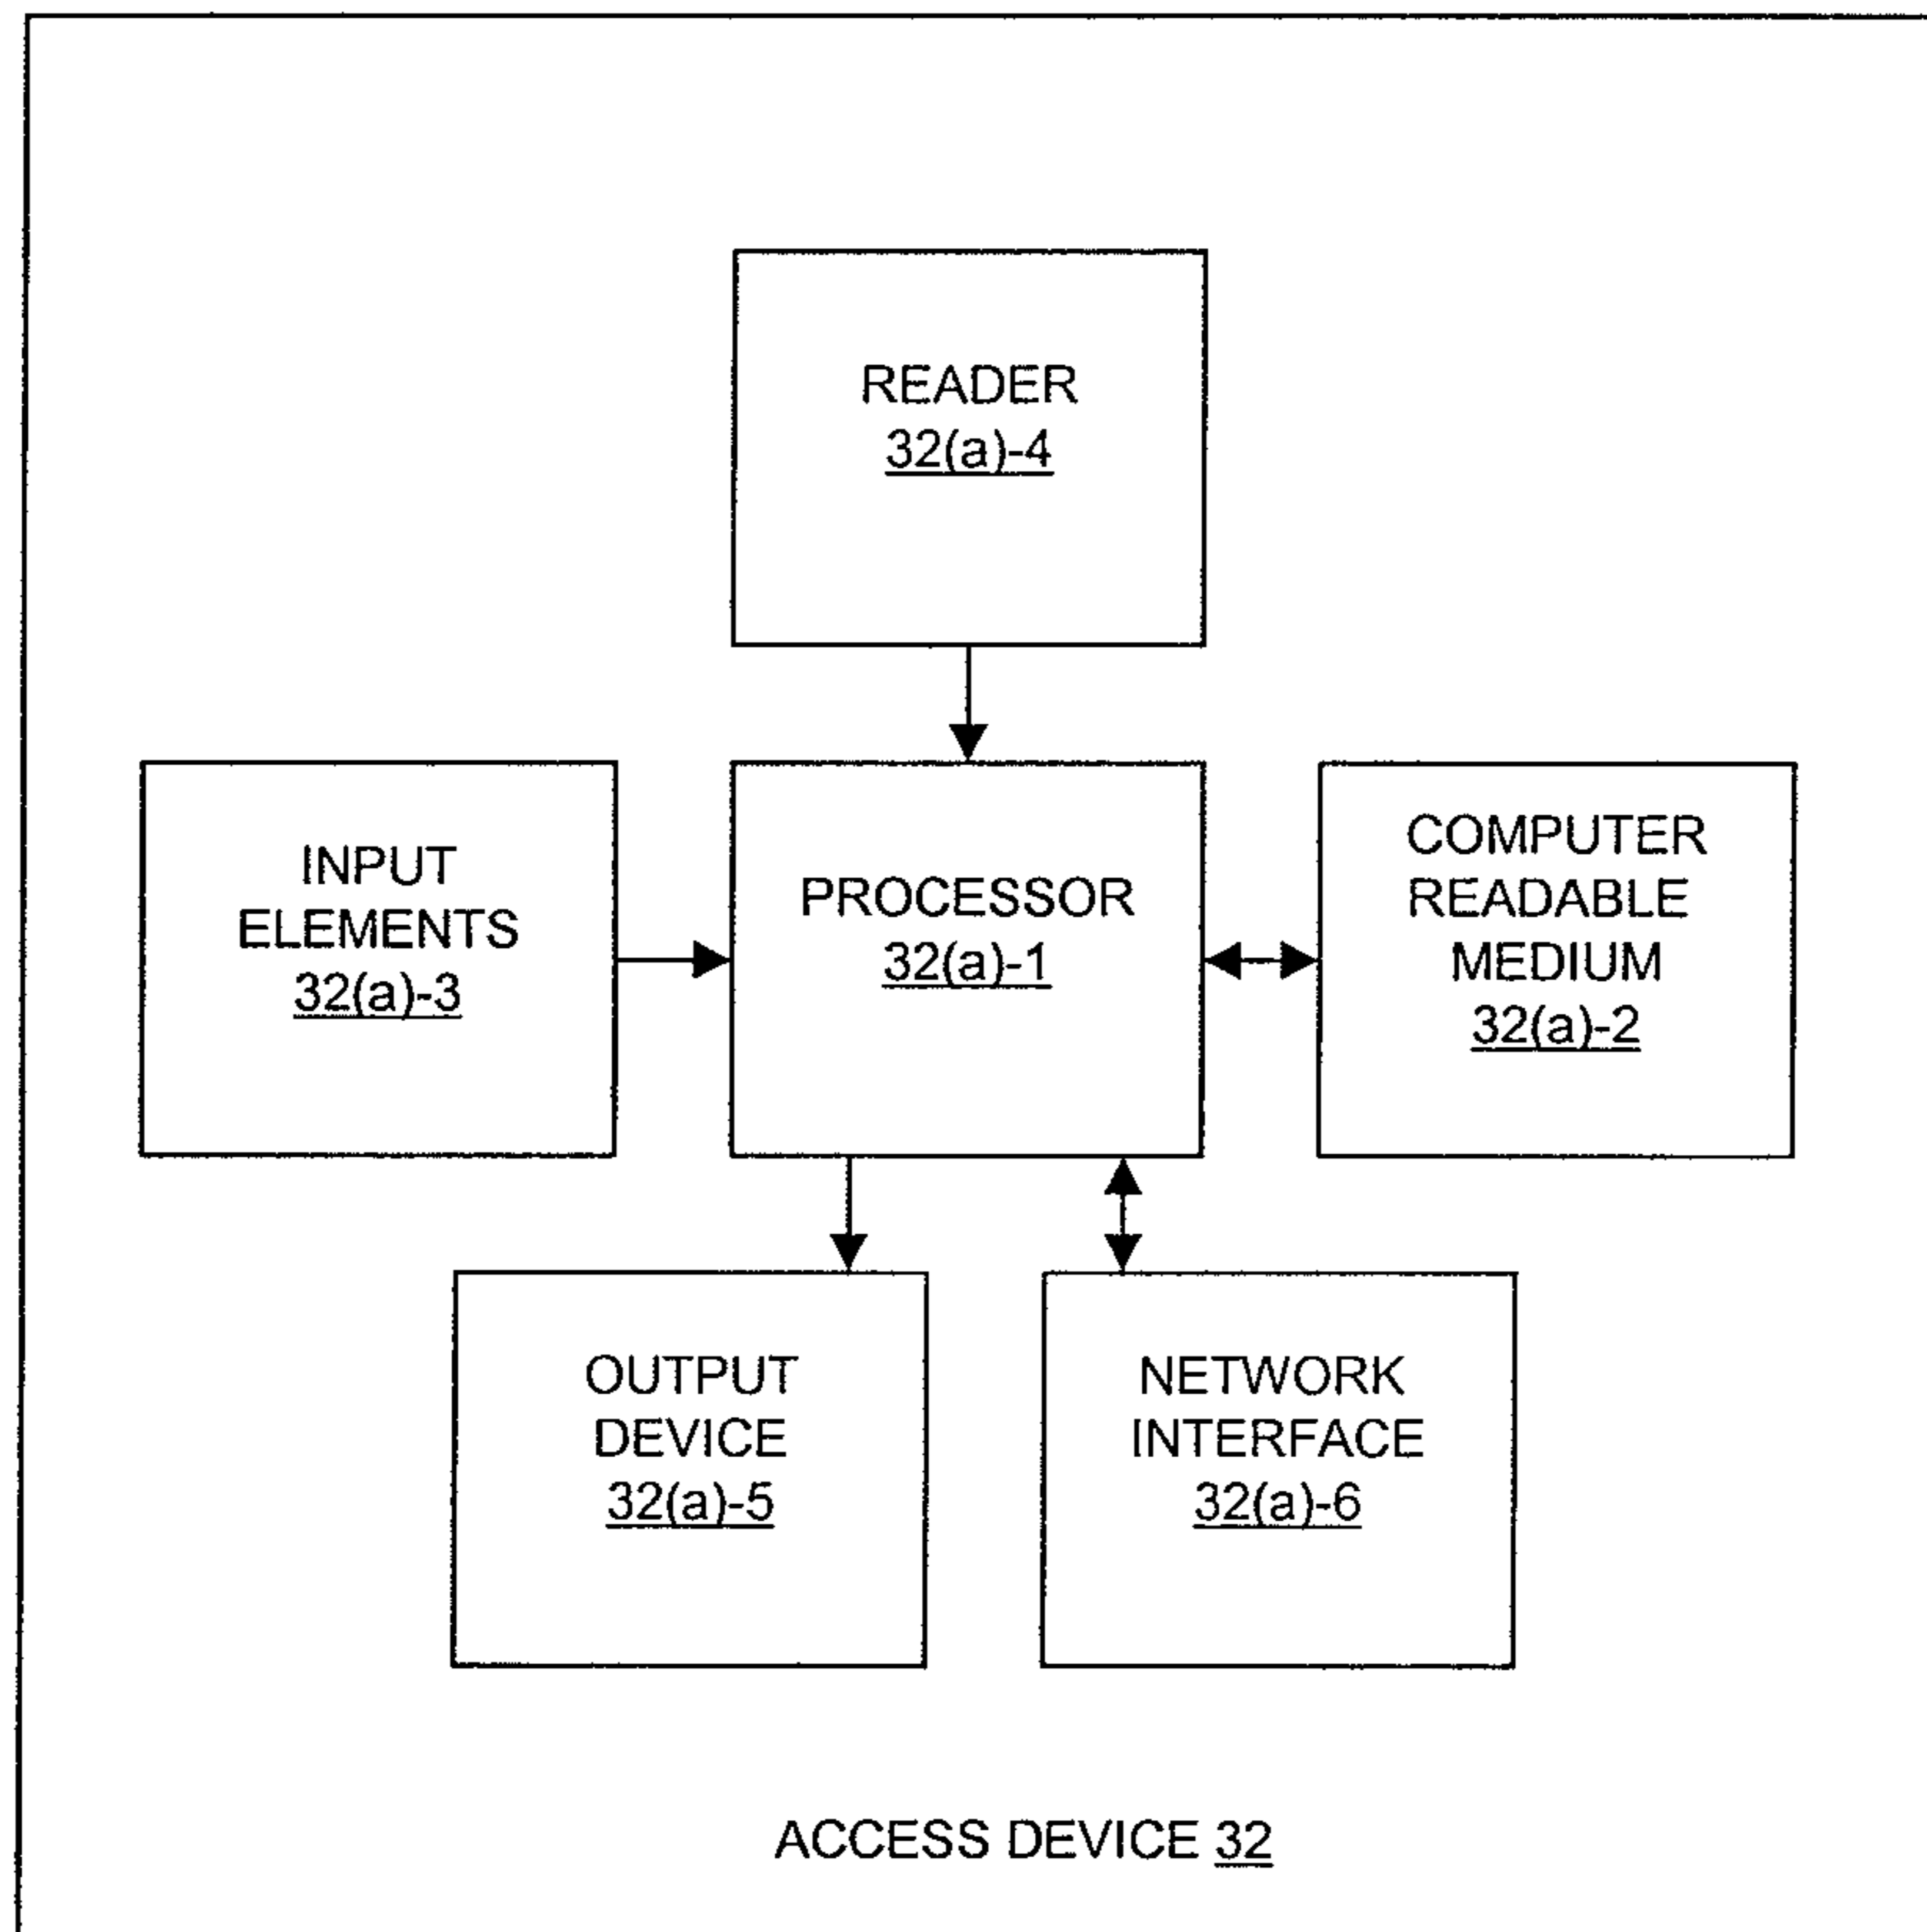 READER
32(a)-4
INPUT
ELEMENTS
32(a)-3
PROCESSOR
32(a)-1
COMPUTER
READABLE
MEDIUM
32(a)-2
OUTPUT
DEVICE
32(a)-5
NETWORK
INTERFACE
32(a)-6
ACCESS DEVICE 32